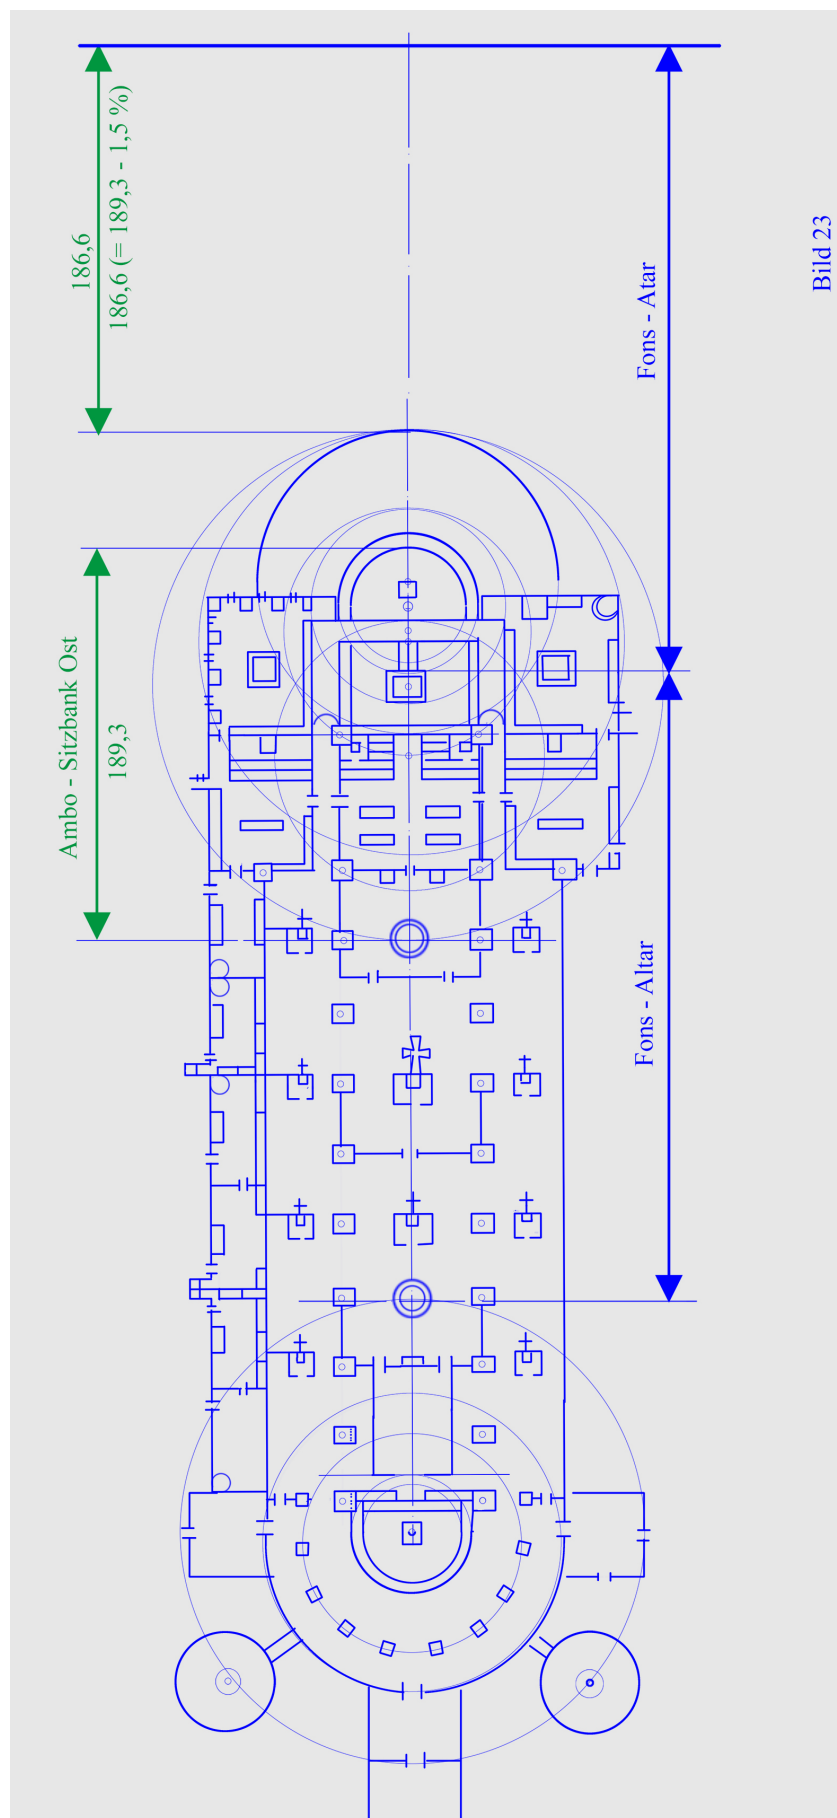 186,6
186,6 (= 189,3 - 1,5 %)
Fons - Atar
Bild 23
Ambo - Sitzbank Ost
189,3
Fons - Altar